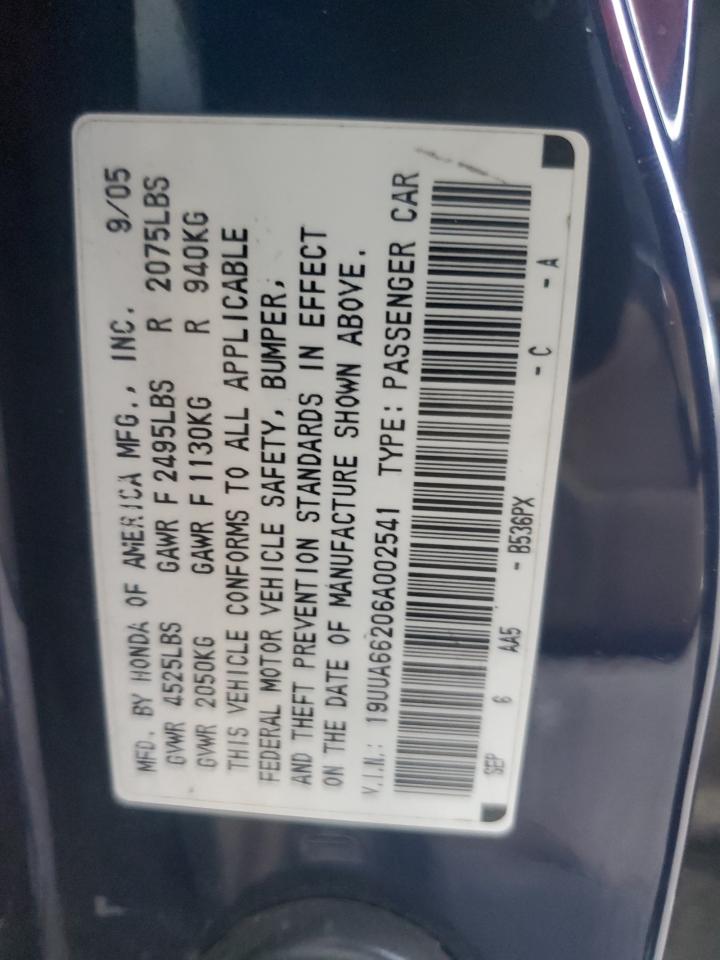 MFD. BY HONDA OF AMERICA MFG., INC. 9/05
GVWR 4525LBS GAWR F 2495LBS R 2075LBS
GVWR 2050KG GAWR F 1130KG R 940KG
THIS VEHICLE CONFORMS TO ALL APPLICABLE
FEDERAL MOTOR VEHICLE SAFETY, BUMPER,
AND THEFT PREVENTION STANDARDS IN EFFECT
ON THE DATE OF MANUFACTURE SHOWN ABOVE.
V.I.N.: 19UUA66206A002541 TYPE: PASSENGER CAR
SEP 6 AA5 - B536PX - C - A